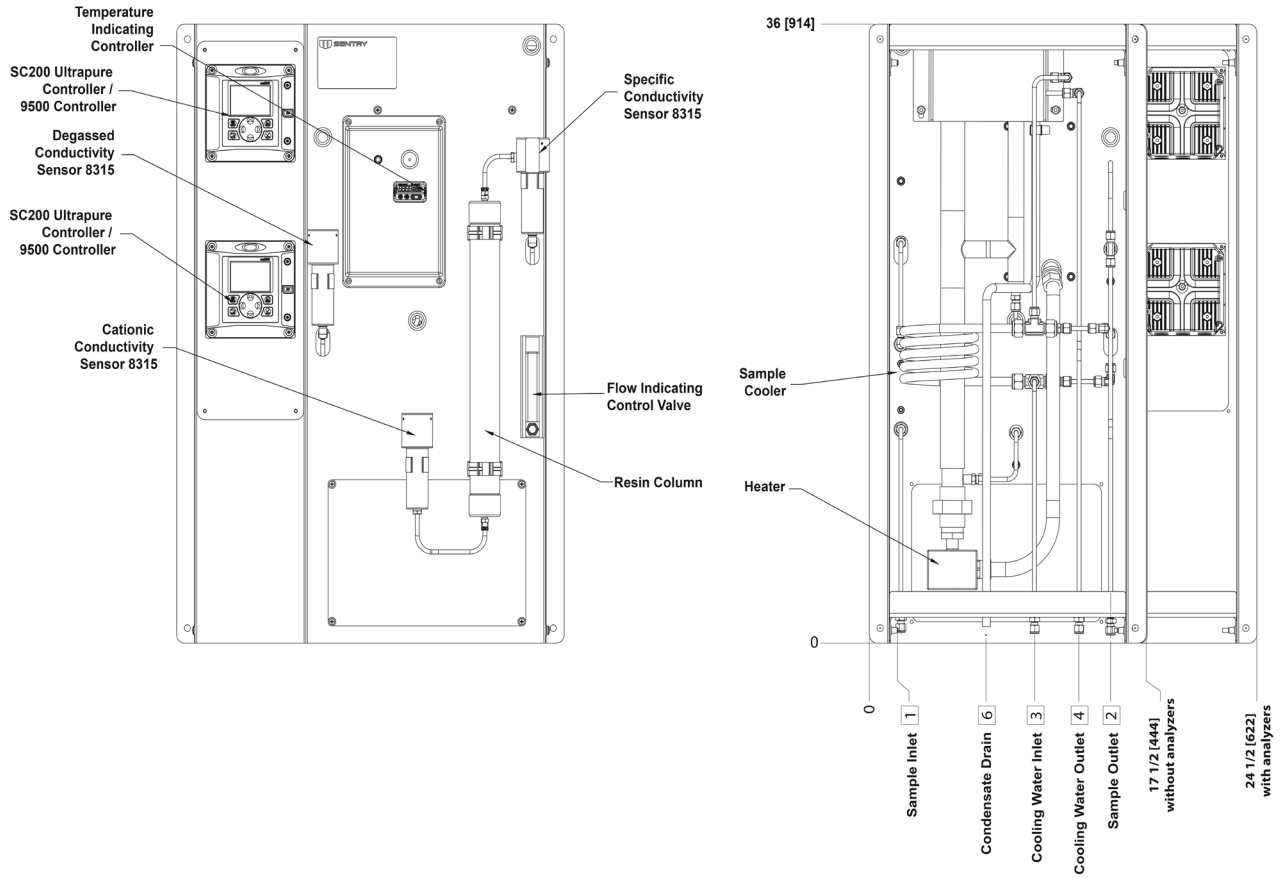 Temperature
Indicating
Controller
SC200 Ultrapure
Controller /
9500 Controller
Degassed
Conductivity
Sensor 8315
SC200 Ultrapure
Controller /
9500 Controller
Cationic
Conductivity
Sensor 8315
SENTRY
Specific
Conductivity
Sensor 8315
Flow Indicating
Control Valve
Resin Column
36 [914]
Sample
Cooler
Heater
0
0
Sample Inlet 1
Condensate Drain 6
Cooling Water Inlet 3
Cooling Water Outlet 4
Sample Outlet 2
17 1/2 [444]
without analyzers
24 1/2 [622]
with analyzers